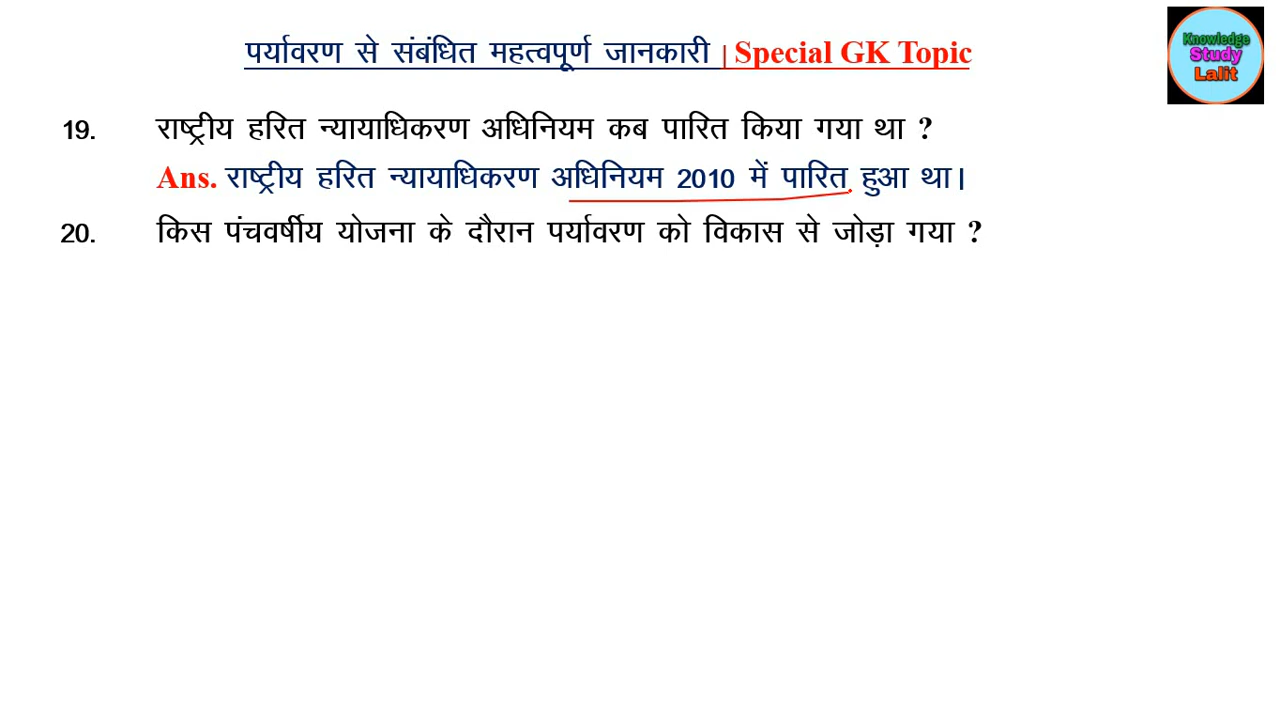 पर्यावरण से संबंधित महत्वपूर्ण जानकारी | Special GK Topic
Knowledge
Study
Lalit
19. राष्ट्रीय हरित न्यायाधिकरण अधिनियम कब पारित किया गया था ?
Ans. राष्ट्रीय हरित न्यायाधिकरण अधिनियम 2010 में पारित हुआ था।
20. किस पंचवर्षीय योजना के दौरान पर्यावरण को विकास से जोड़ा गया ?